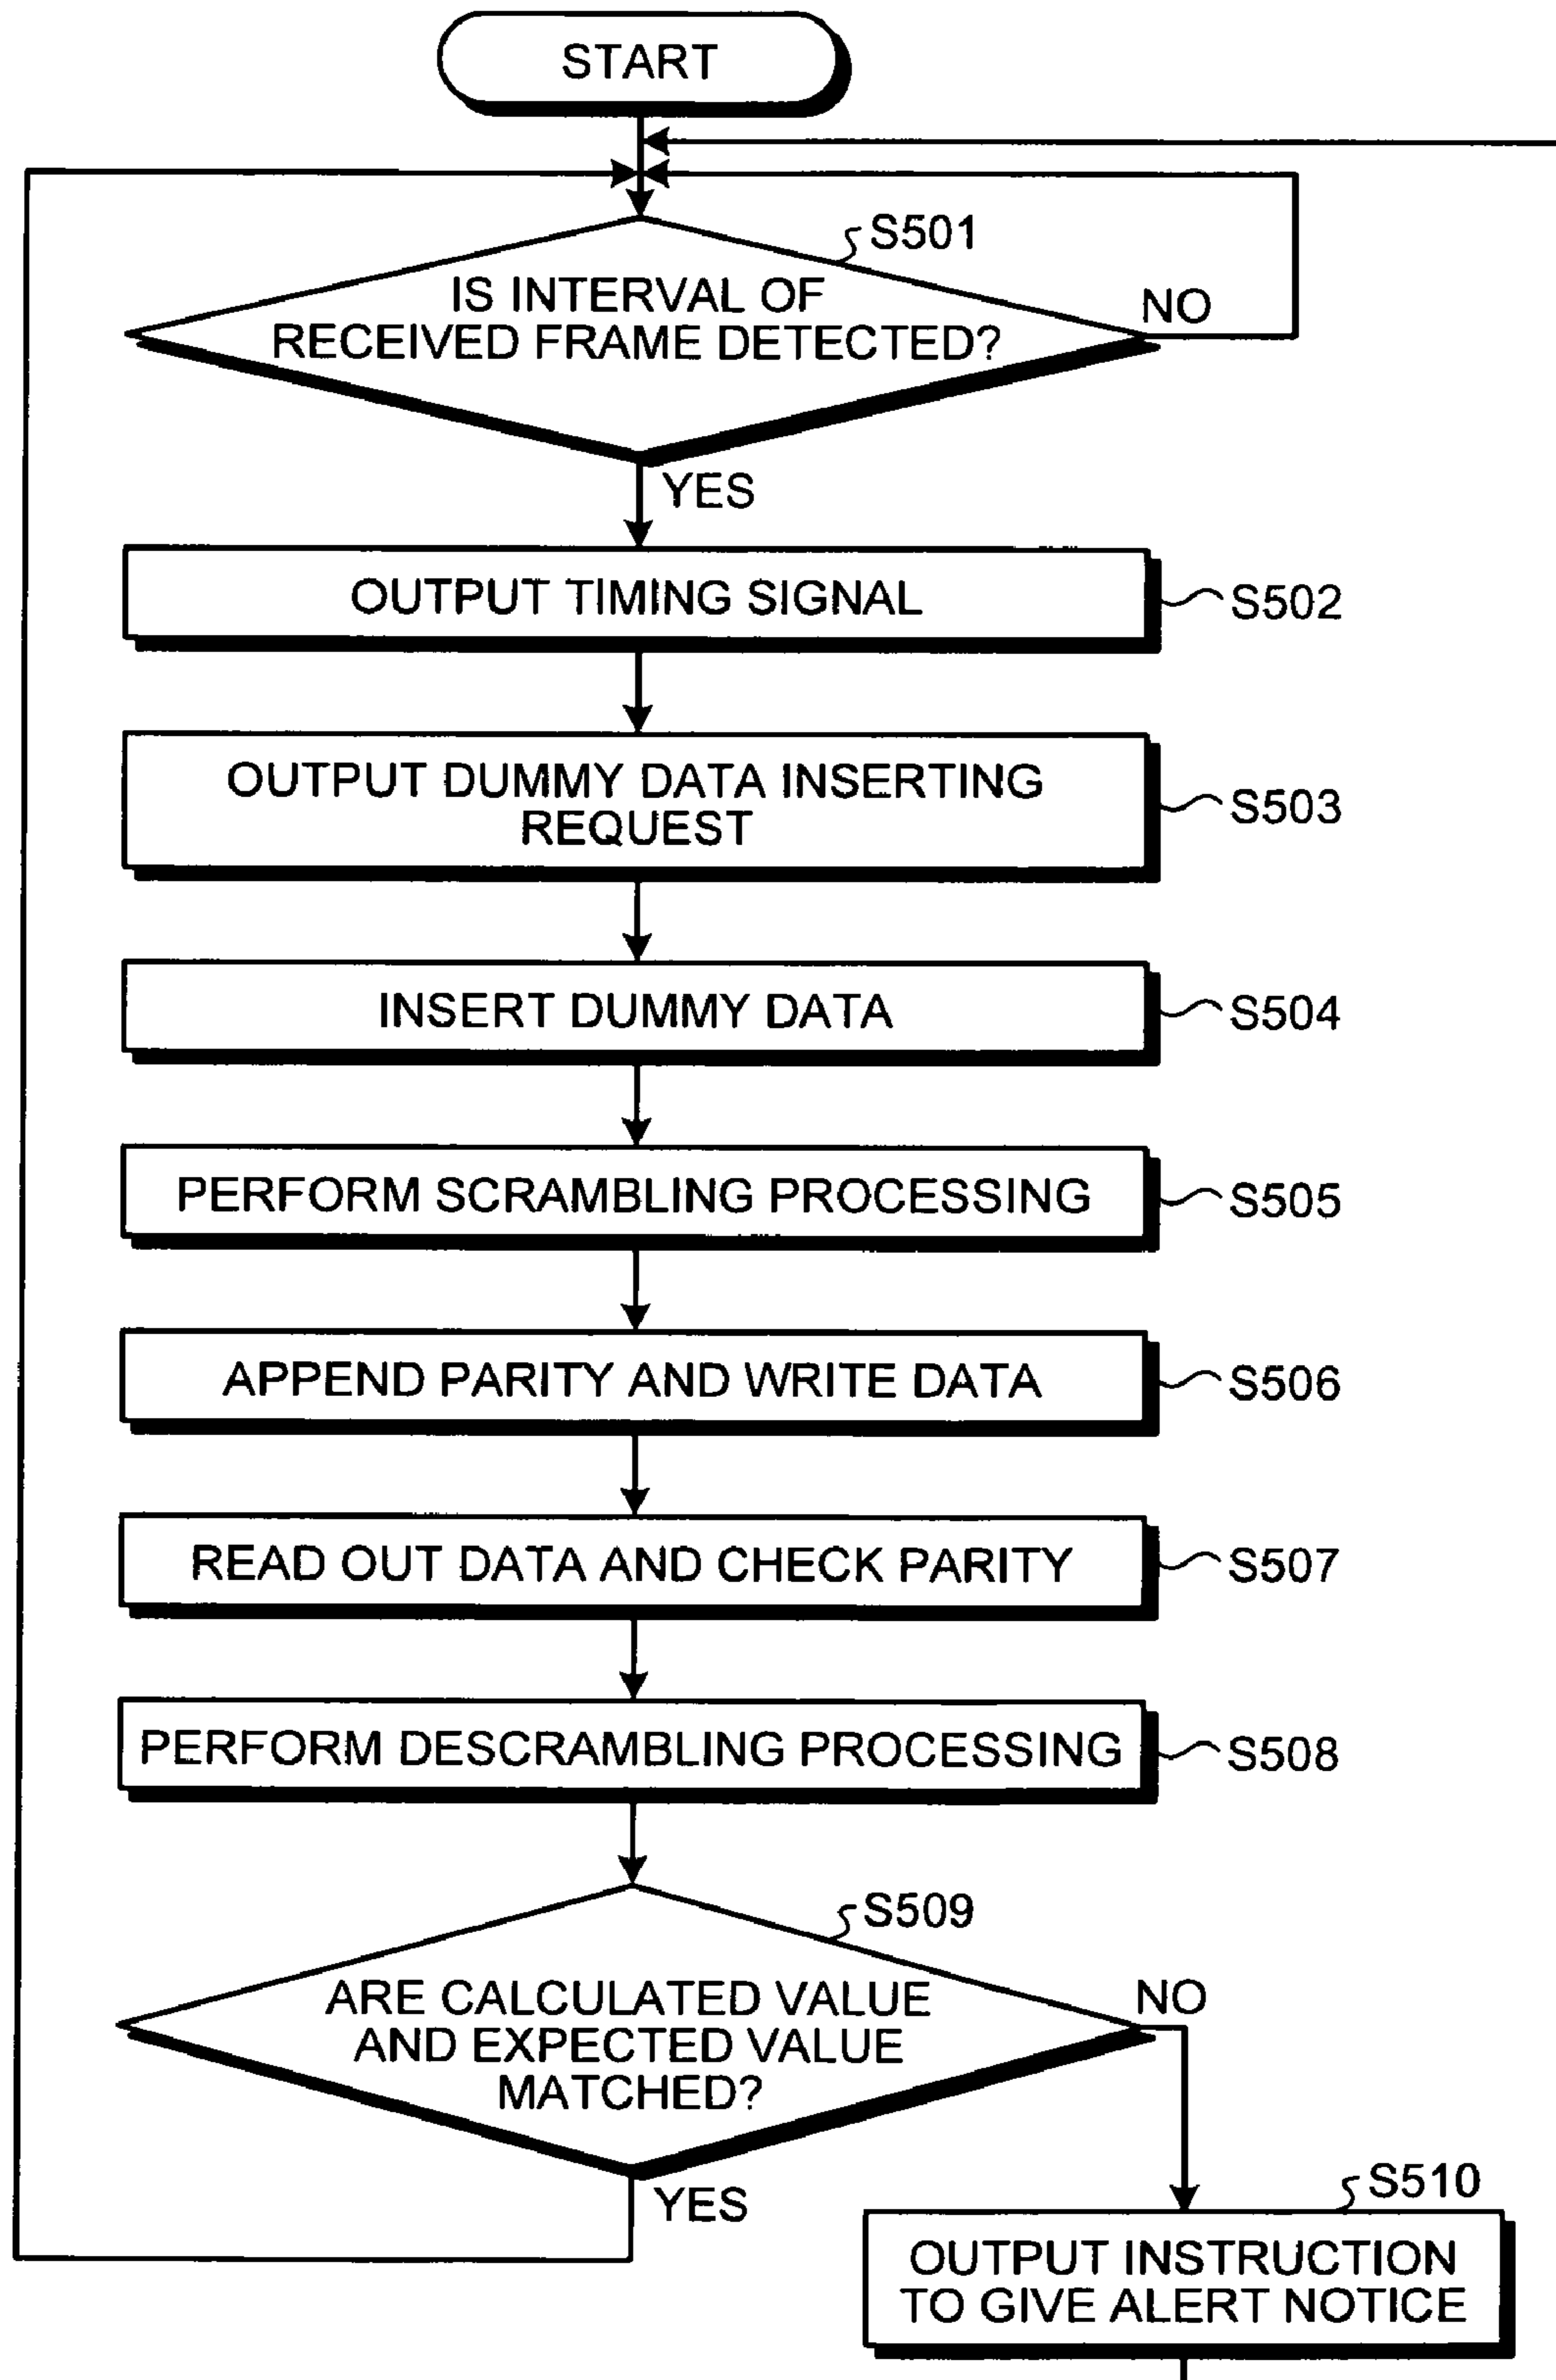 START
S501
IS INTERVAL OF
RECEIVED FRAME DETECTED?
NO
YES
OUTPUT TIMING SIGNAL
S502
OUTPUT DUMMY DATA INSERTING
REQUEST
S503
INSERT DUMMY DATA
S504
PERFORM SCRAMBLING PROCESSING
S505
APPEND PARITY AND WRITE DATA
S506
READ OUT DATA AND CHECK PARITY
S507
PERFORM DESCRAMBLING PROCESSING
S508
S509
ARE CALCULATED VALUE
AND EXPECTED VALUE
MATCHED?
NO
YES
S510
OUTPUT INSTRUCTION
TO GIVE ALERT NOTICE